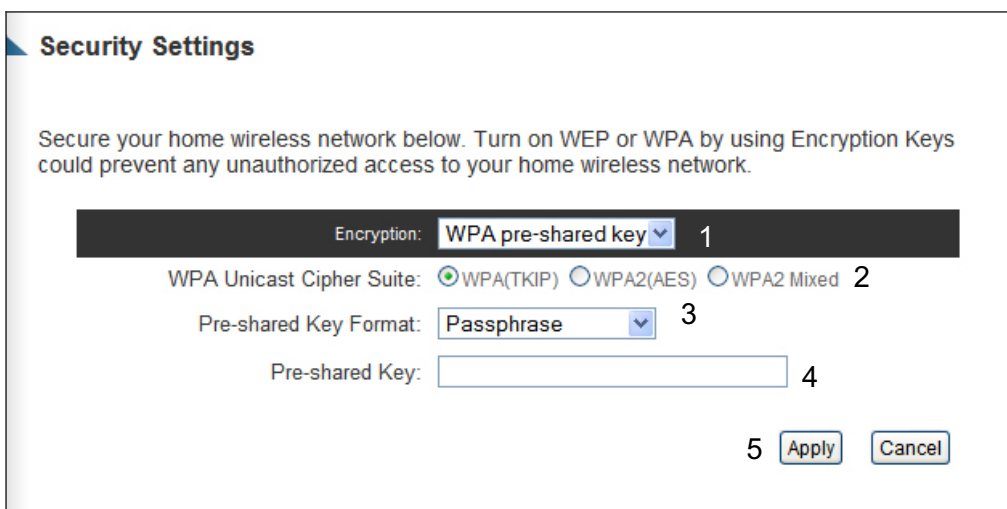 Security Settings
Secure your home wireless network below. Turn on WEP or WPA by using Encryption Keys
could prevent any unauthorized access to your home wireless network.
Encryption: WPA pre-shared key 1
WPA Unicast Cipher Suite: WPA(TKIP) WPA2(AES) WPA2 Mixed 2
Pre-shared Key Format: Passphrase 3
Pre-shared Key: 4
5 Apply Cancel